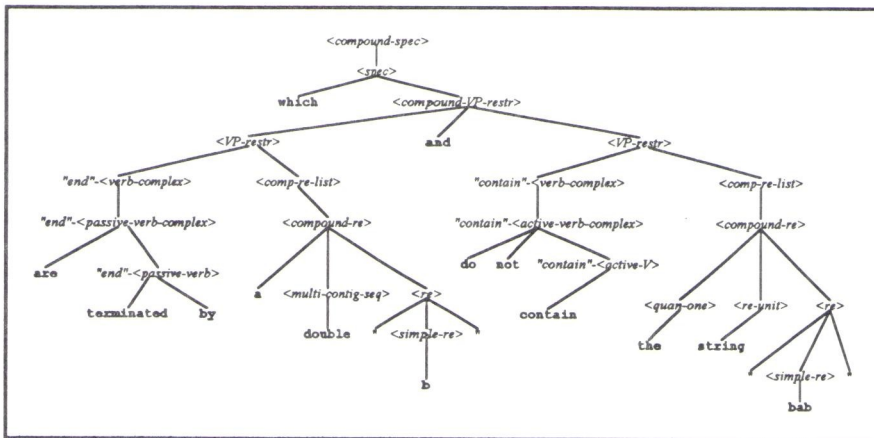 <compound-spec>
<spec>
which <compound-VP-restr>
<VP-restr> and <VP-restr>
"end"-<verb-complex> <comp-re-list> "contain"-<verb-complex> <comp-re-list>
"end"-<passive-verb-complex> <compound-re> "contain"-<active-verb-complex> <compound-re>
are "end"-<passive-verb> a <multi-contig-seq> <re> do not "contain"-<active-V>
terminated by double " <simple-re> " contain <quan-one> <re-unit> <re>
b the string " <simple-re> "
bab